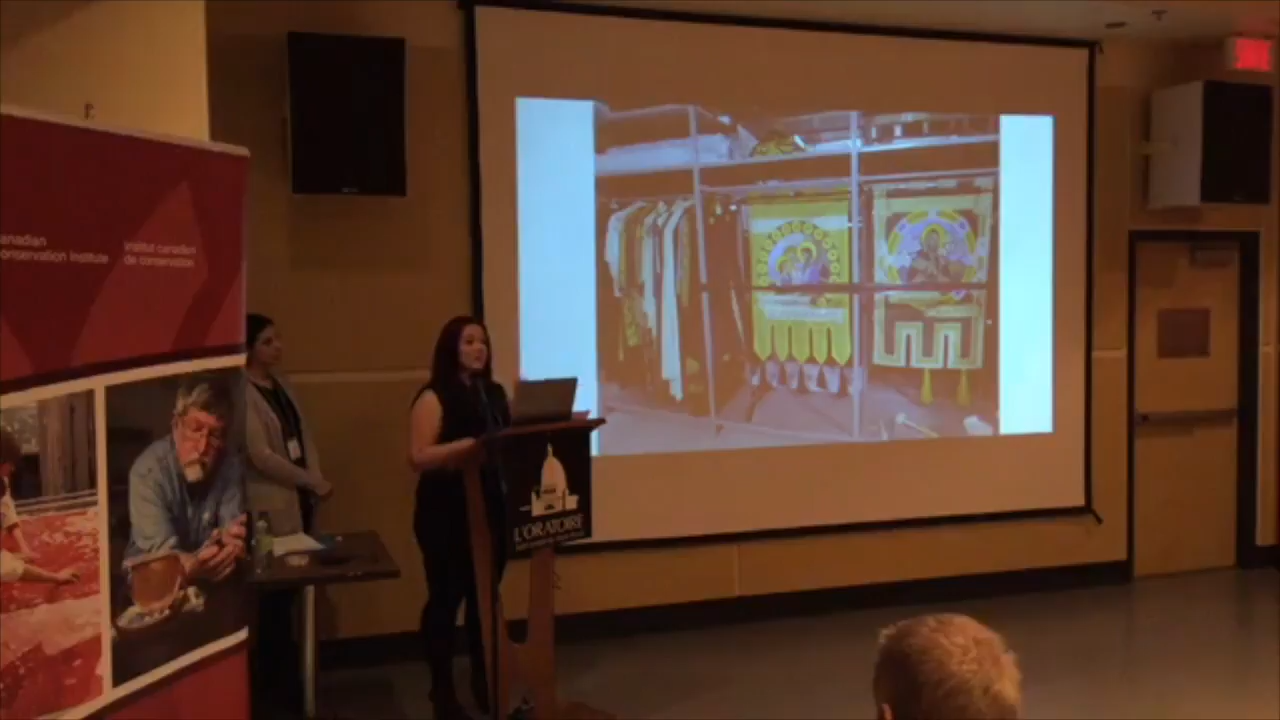 anadian
onservation Institute
Institut canadien
de conservation
L'ORATOIRE